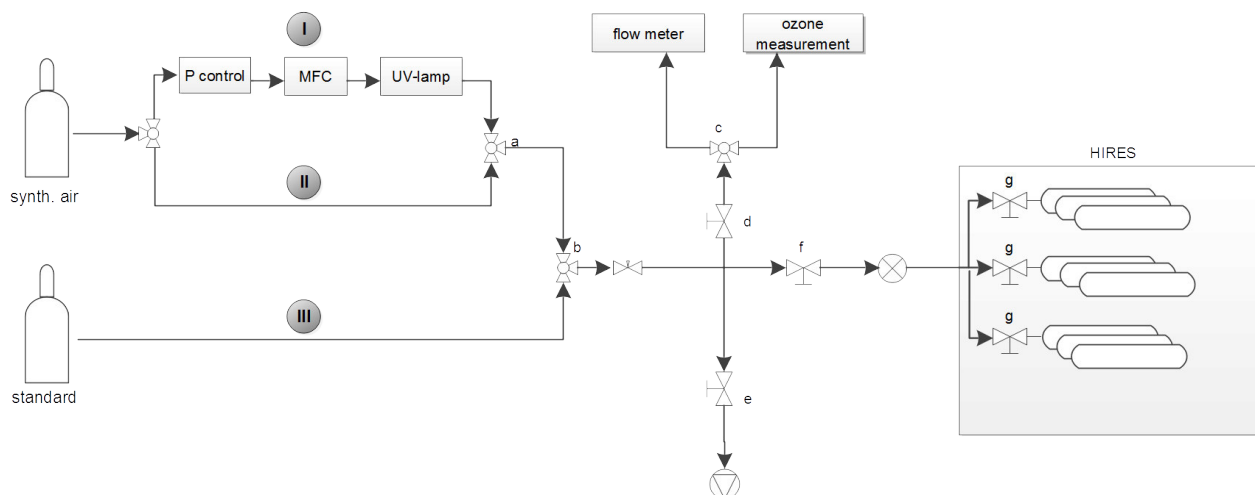 I
P control
MFC
UV-lamp
synth. air
a
II
b
III
standard
flow meter
ozone
measurement
c
d
e
f
HIRES
g
g
g